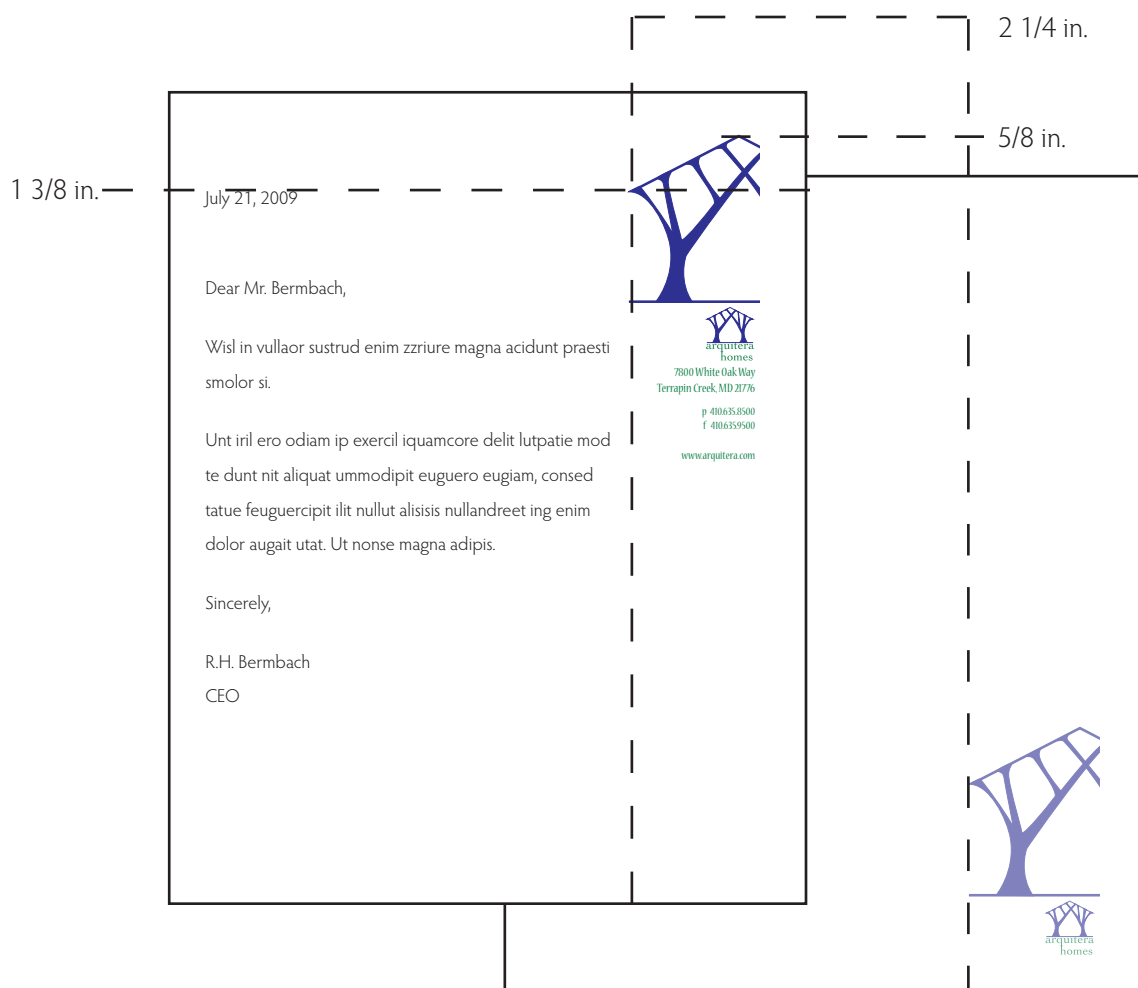 2 1/4 in.
5/8 in.
1 3/8 in.
July 21, 2009
Dear Mr. Bermbach,
Wisl in vullaor sustrud enim zzriure magna acidunt praesti
smolor si.
Unt iril ero odiam ip exercil iquamcore delit lutpatie mod
te dunt nit aliquat ummodipit euguero eugiam, consed
tatue feuguercipit ilit nullut alisisis nullandreet ing enim
dolor augait utat. Ut nonse magna adipis.
Sincerely,
R.H. Bermbach
CEO
arquitera
homes
7800 White Oak Way
Terrapin Creek, MD 21776
p 410.635.8500
f 410.635.9500
www.arquitera.com
arquitera
homes